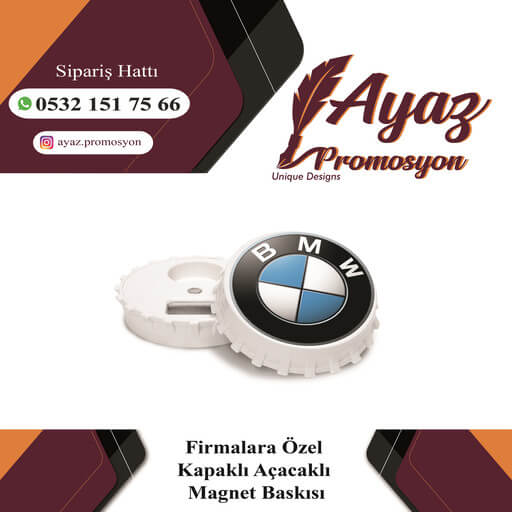 Sipariş Hattı
0532 151 75 66
ayaz.promosyon
Ayaz
Promosyon
Unique Designs
BMW
Firmalara Özel
Kapaklı Açacaklı
Magnet Baskısı